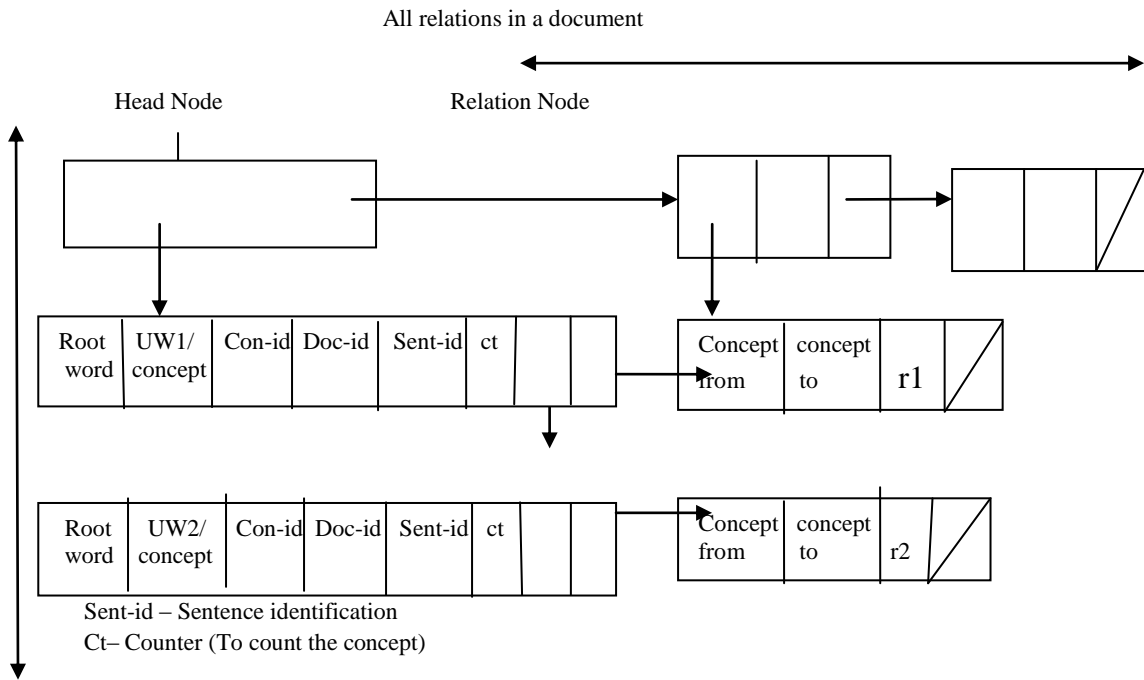 All relations in a document
Head Node
Relation Node
Root word
UW1/ concept
Con-id
Doc-id
Sent-id
ct
Concept from
concept to
r1
Root word
UW2/ concept
Con-id
Doc-id
Sent-id
ct
Concept from
concept to
r2
Sent-id – Sentence identification
Ct– Counter (To count the concept)